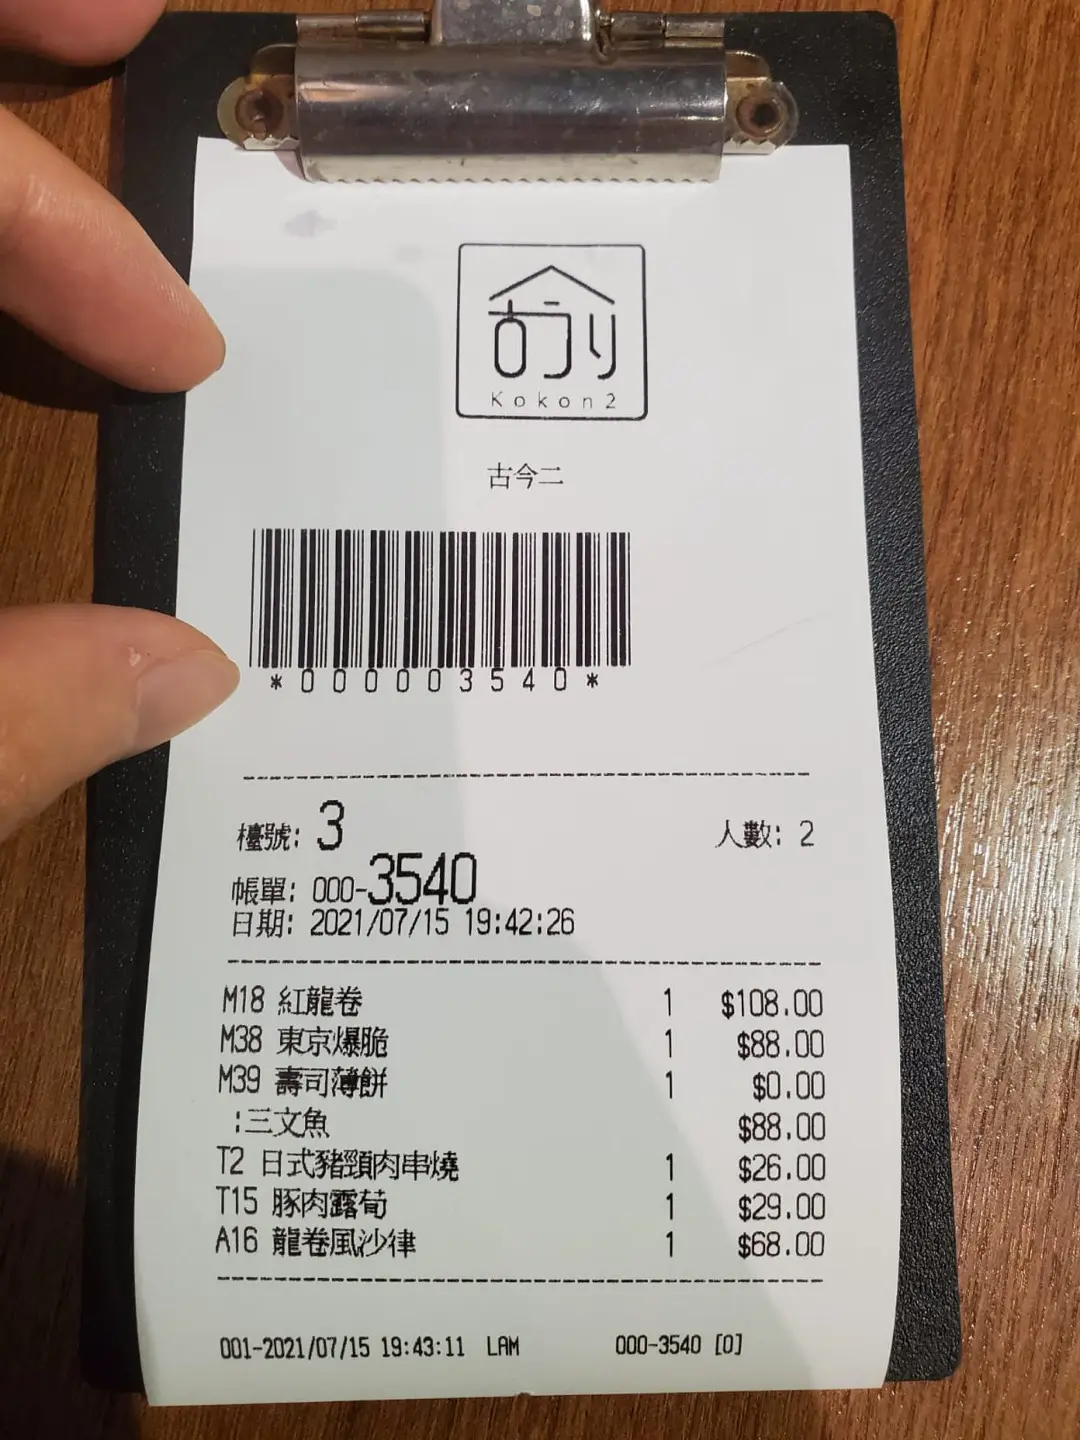 古今二
Kokon2
古今二
*000003540*
檯號: 3 人數: 2
帳單: 000-3540
日期: 2021/07/15 19:42:26
M18 紅龍卷 1 $108.00
M38 東京爆脆 1 $88.00
M39 壽司薄餅 1 $0.00
:三文魚 $88.00
T2 日式豬頸肉串燒 1 $26.00
T15 豚肉露荀 1 $29.00
A16 龍卷風沙律 1 $68.00
001-2021/07/15 19:43:11 LAM 000-3540 [0]